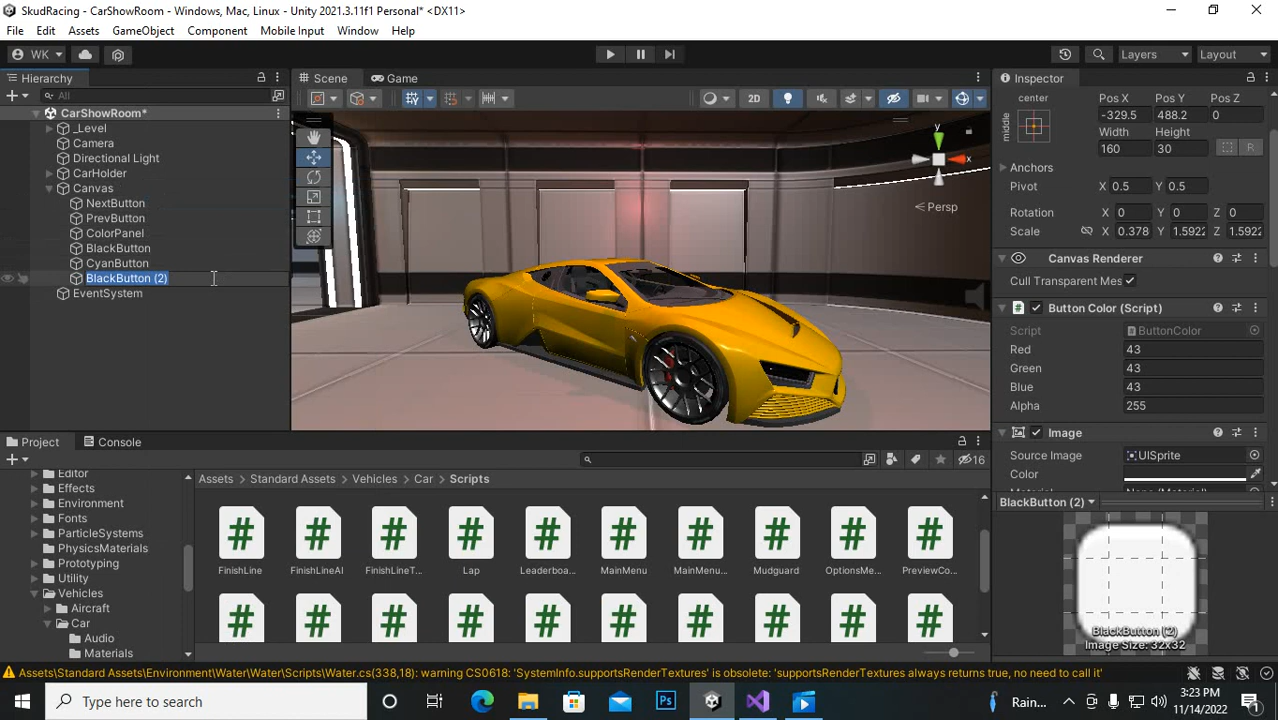 SkudRacing - CarShowRoom - Windows, Mac, Linux - Unity 2021.3.11f1 Personal* <DX11>
File Edit Assets GameObject Component Mobile Input Window Help
WK Layers Layout
Hierarchy Scene Game Inspector
All
CarShowRoom*
_Level
Camera
Directional Light
CarHolder
Canvas
NextButton
PrevButton
ColorPanel
BlackButton
CyanButton
BlackButton (2)
EventSystem
2D
y
x
Persp
center
middle
Pos X Pos Y Pos Z
-329.5 488.2 0
Width Height
160 30
R
Anchors
Pivot X 0.5 Y 0.5
Rotation X 0 Y 0 Z 0
Scale X 0.378 Y 1.5922 Z 1.5922
Canvas Renderer
Cull Transparent Mes
Button Color (Script)
Script ButtonColor
Red 43
Green 43
Blue 43
Alpha 255
Image
Source Image UISprite
Color
BlackButton (2)
BlackButton (2)
Image Size: 32x32
Project Console
16
Editor
Effects
Environment
Fonts
ParticleSystems
PhysicsMaterials
Prototyping
Utility
Vehicles
Aircraft
Car
Audio
Materials
Assets > Standard Assets > Vehicles > Car > Scripts
# # # # # # # # # #
FinishLine FinishLineAI FinishLineT... Lap Leaderboa... MainMenu MainMenu... Mudguard OptionsMe... PreviewCo...
# # # # # # # # # #
Assets\Standard Assets\Environment\Water\Water\Scripts\Water.cs(338,18): warning CS0618: 'SystemInfo.supportsRenderTextures' is obsolete: 'supportsRenderTextures always returns true, no need to call it'
Type here to search
Ps
Rain...
3:23 PM
11/14/2022
1